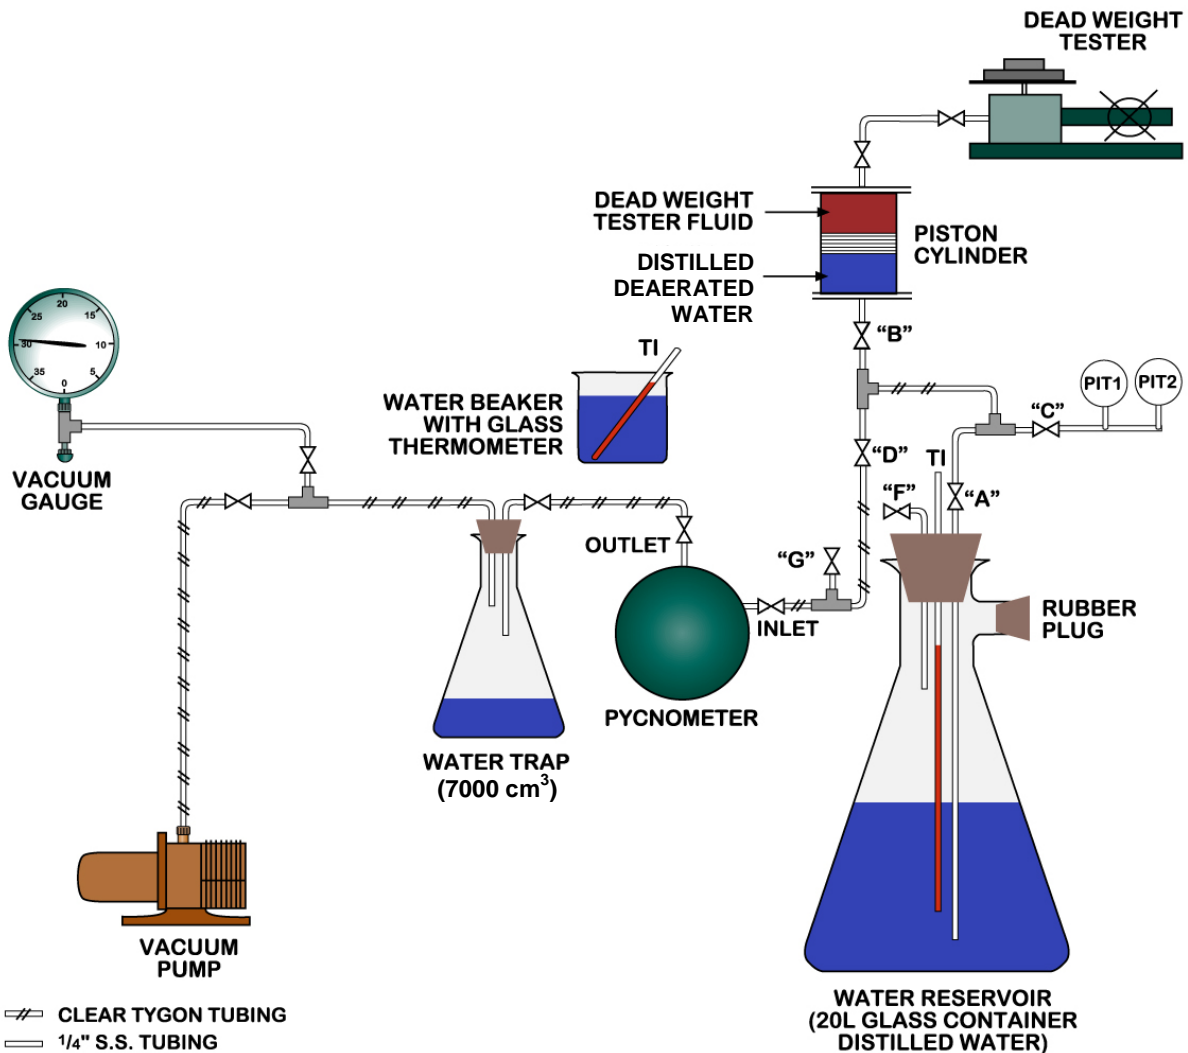 DEAD WEIGHT
TESTER
DEAD WEIGHT
TESTER FLUID
PISTON
CYLINDER
DISTILLED
DEAERATED
WATER
20
25
15
30
10
35
5
0
VACUUM
GAUGE
TI
WATER BEAKER
WITH GLASS
THERMOMETER
"B"
PIT1
PIT2
"C"
"D"
TI
"F"
"A"
OUTLET
"G"
INLET
RUBBER
PLUG
PYCNOMETER
WATER TRAP
(7000 cm³)
VACUUM
PUMP
WATER RESERVOIR
(20L GLASS CONTAINER
DISTILLED WATER)
CLEAR TYGON TUBING
1/4" S.S. TUBING